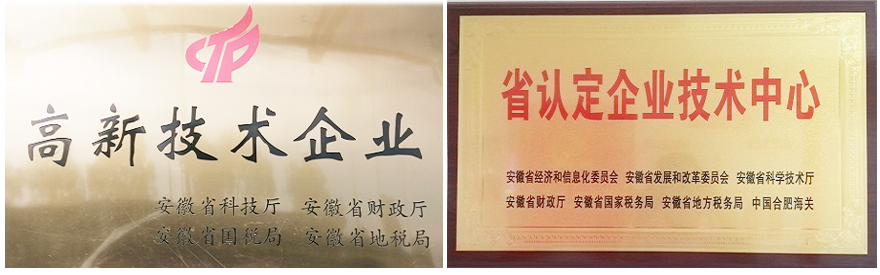 高新技术企业
安徽省科技厅 安徽省财政厅
安徽省国税局 安徽省地税局
省认定企业技术中心
安徽省经济和信息化委员会 安徽省发展和改革委员会 安徽省科学技术厅
安徽省财政厅 安徽省国家税务局 安徽省地方税务局 中国合肥海关